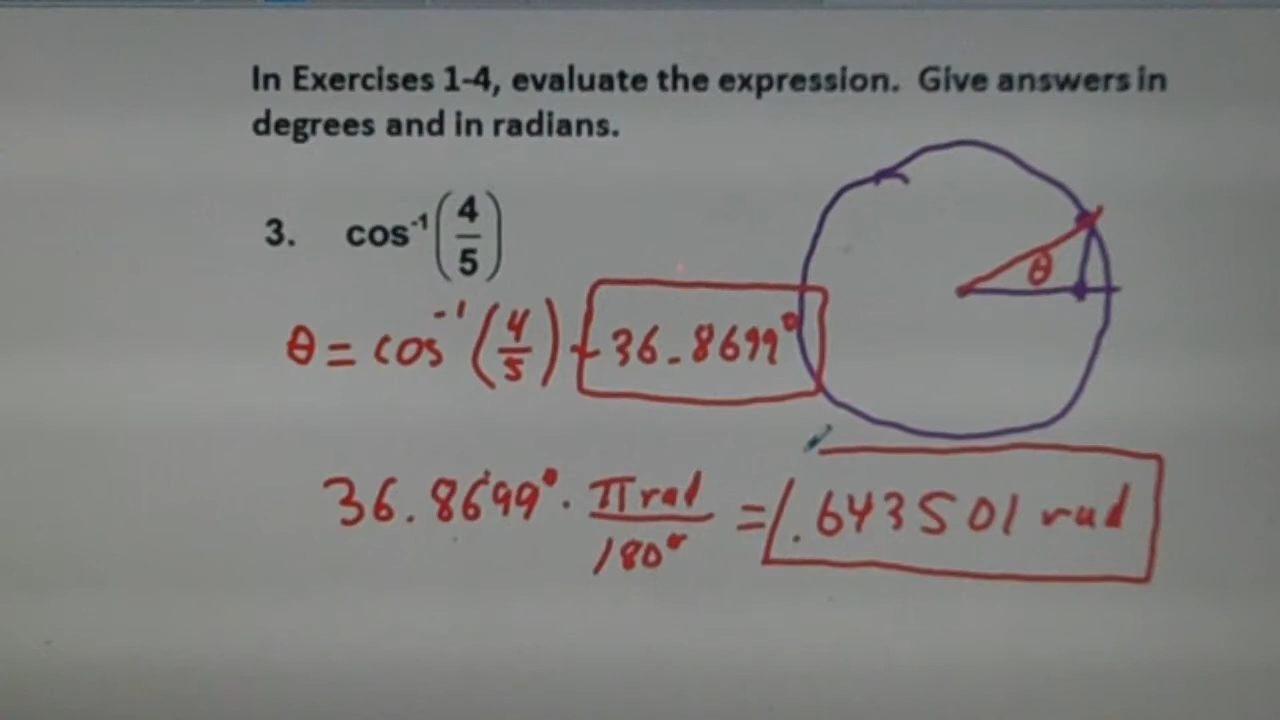 In Exercises 1-4, evaluate the expression. Give answers in
degrees and in radians.
3. cos⁻¹(4/5)
θ
θ = cos⁻¹(4/5) = 36.8699°
36.8699° · π rad/180° = .643501 rad